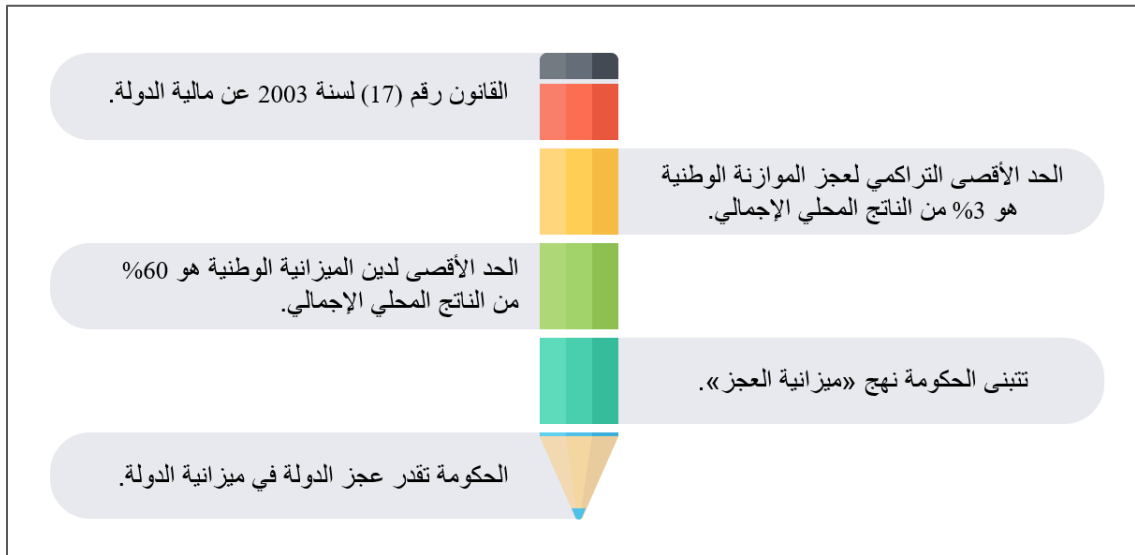 القانون رقم (17) لسنة 2003 عن مالية الدولة.
الحد الأقصى التراكمي لعجز الموازنة الوطنية
هو 3% من الناتج المحلي الإجمالي.
الحد الأقصى لدين الميزانية الوطنية هو 60%
من الناتج المحلي الإجمالي.
تتبنى الحكومة نهج «ميزانية العجز».
الحكومة تقدر عجز الدولة في ميزانية الدولة.